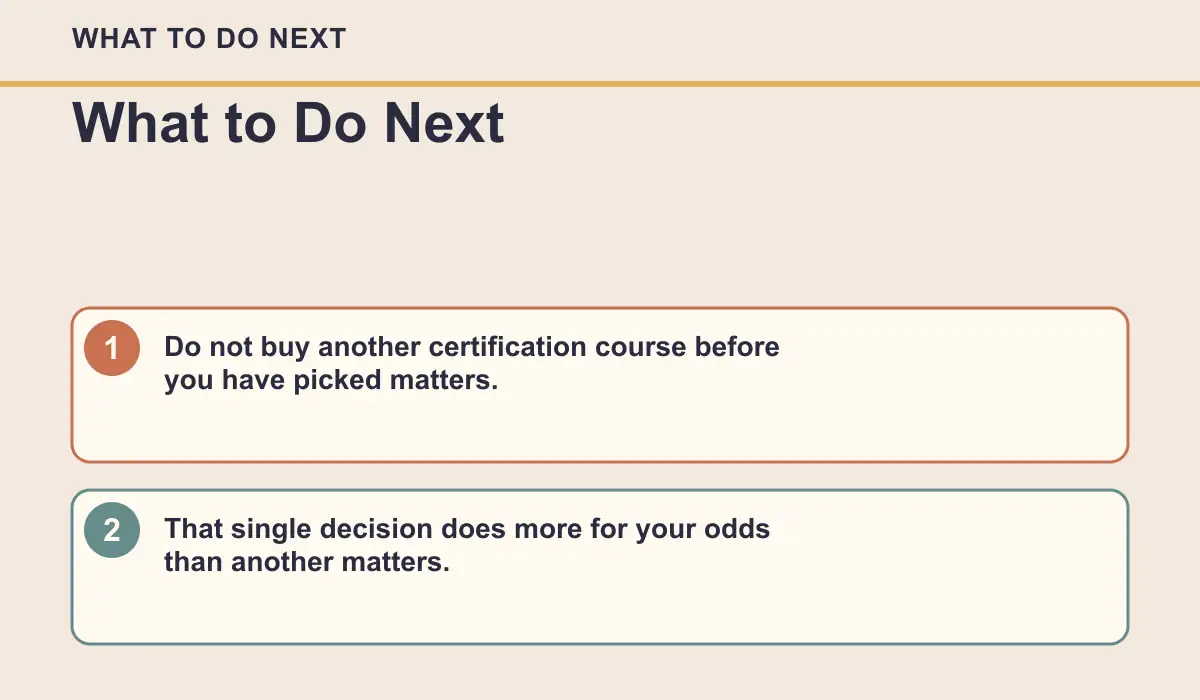 WHAT TO DO NEXT
What to Do Next
1
Do not buy another certification course before
you have picked matters.
2
That single decision does more for your odds
than another matters.